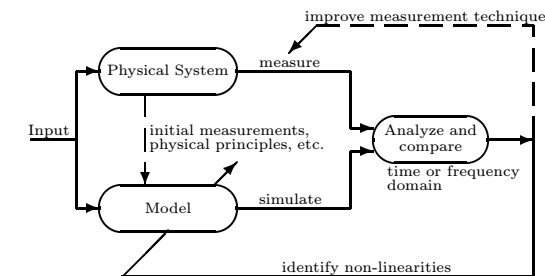 improve measurement technique
Physical System
measure
Input
initial measurements,
physical principles, etc.
Analyze and
compare
time or frequency
domain
Model
simulate
identify non-linearities